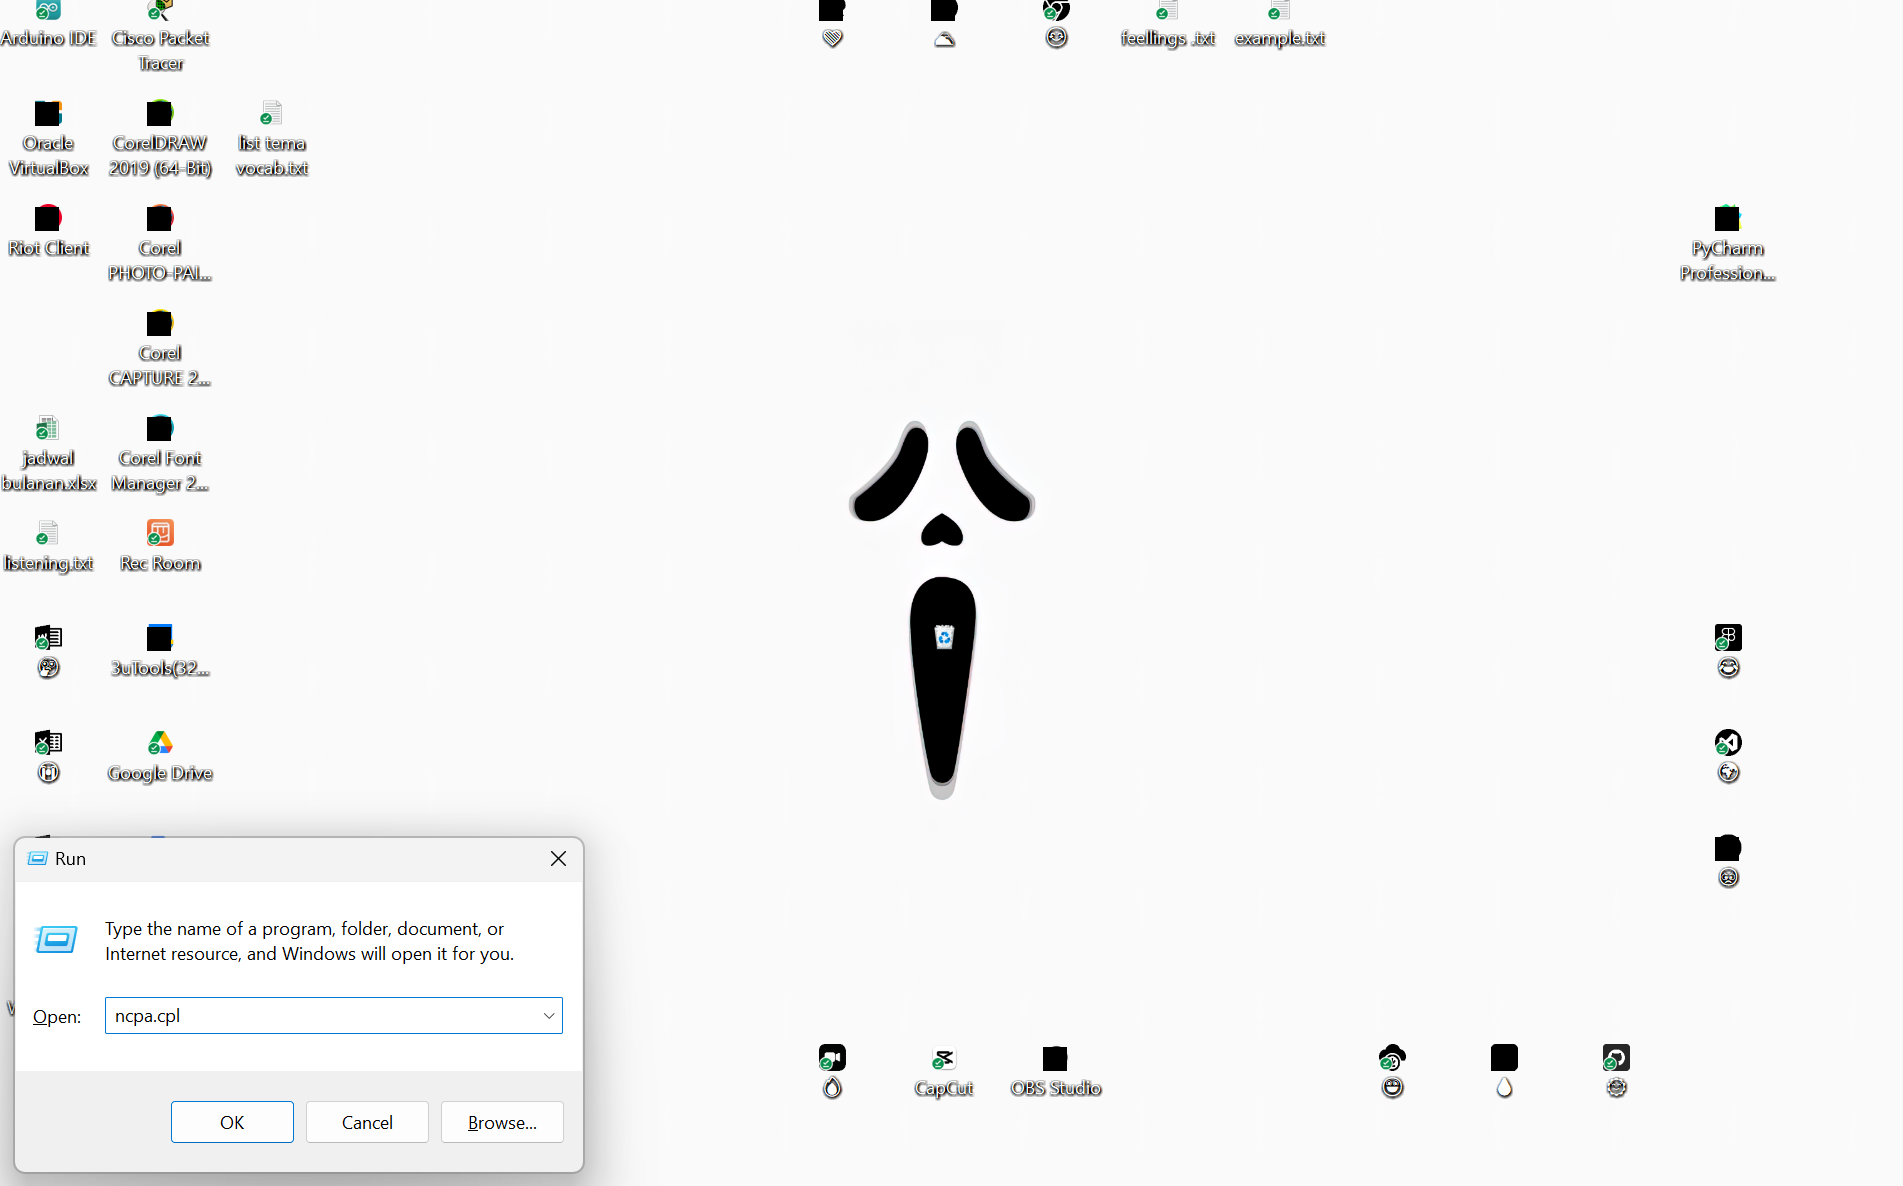 Arduino IDE
Cisco Packet
Tracer
feellings .txt
example.txt
Oracle
VirtualBox
CorelDRAW
2019 (64-Bit)
list tema
vocab.txt
Riot Client
Corel
PHOTO-PAI...
PyCharm
Profession...
Corel
CAPTURE 2...
jadwal
bulanan.xlsx
Corel Font
Manager 2...
listening.txt
Rec Room
3uTools(32...
Google Drive
Run
Type the name of a program, folder, document, or
Internet resource, and Windows will open it for you.
Open:
ncpa.cpl
OK
Cancel
Browse...
CapCut
OBS Studio